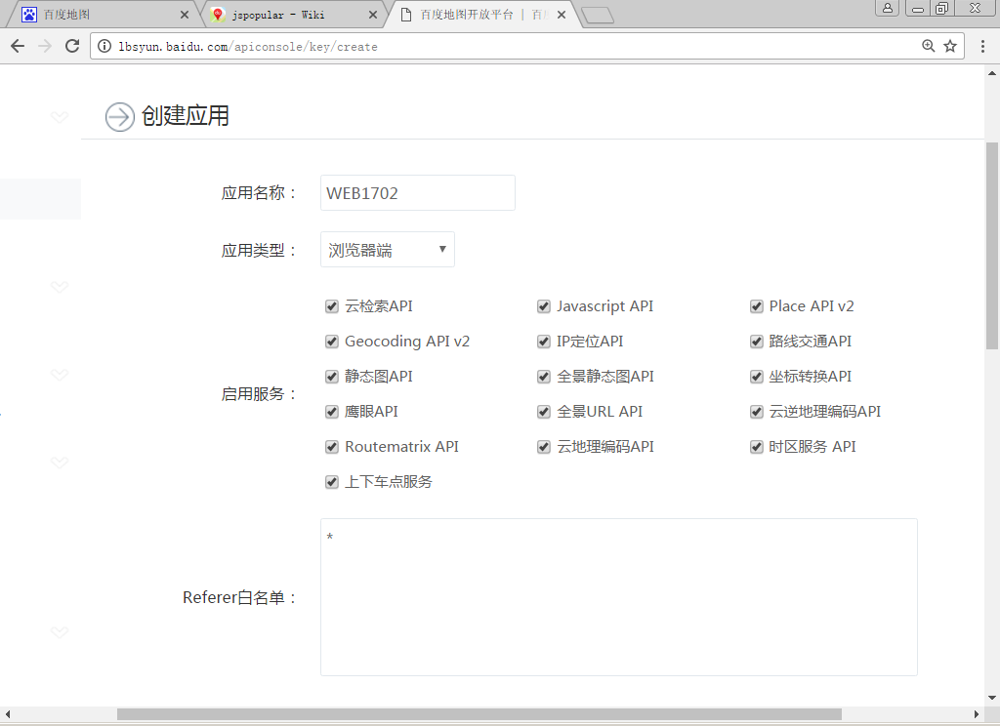 百度地图
jspopular - Wiki
百度地图开放平台 | 百
lbsyun.baidu.com/apiconsole/key/create
创建应用
应用名称：
WEB1702
应用类型：
浏览器端
启用服务：
云检索API
Javascript API
Place API v2
Geocoding API v2
IP定位API
路线交通API
静态图API
全景静态图API
坐标转换API
鹰眼API
全景URL API
云逆地理编码API
Routematrix API
云地理编码API
时区服务 API
上下车点服务
Referer白名单：
*